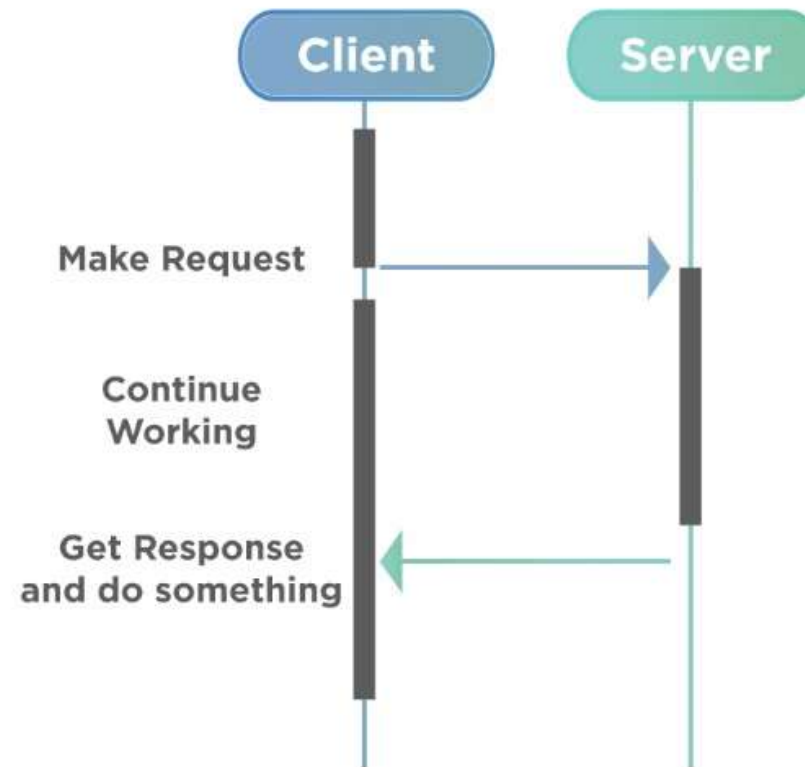 Client
Server
Make Request
Continue
Working
Get Response
and do something